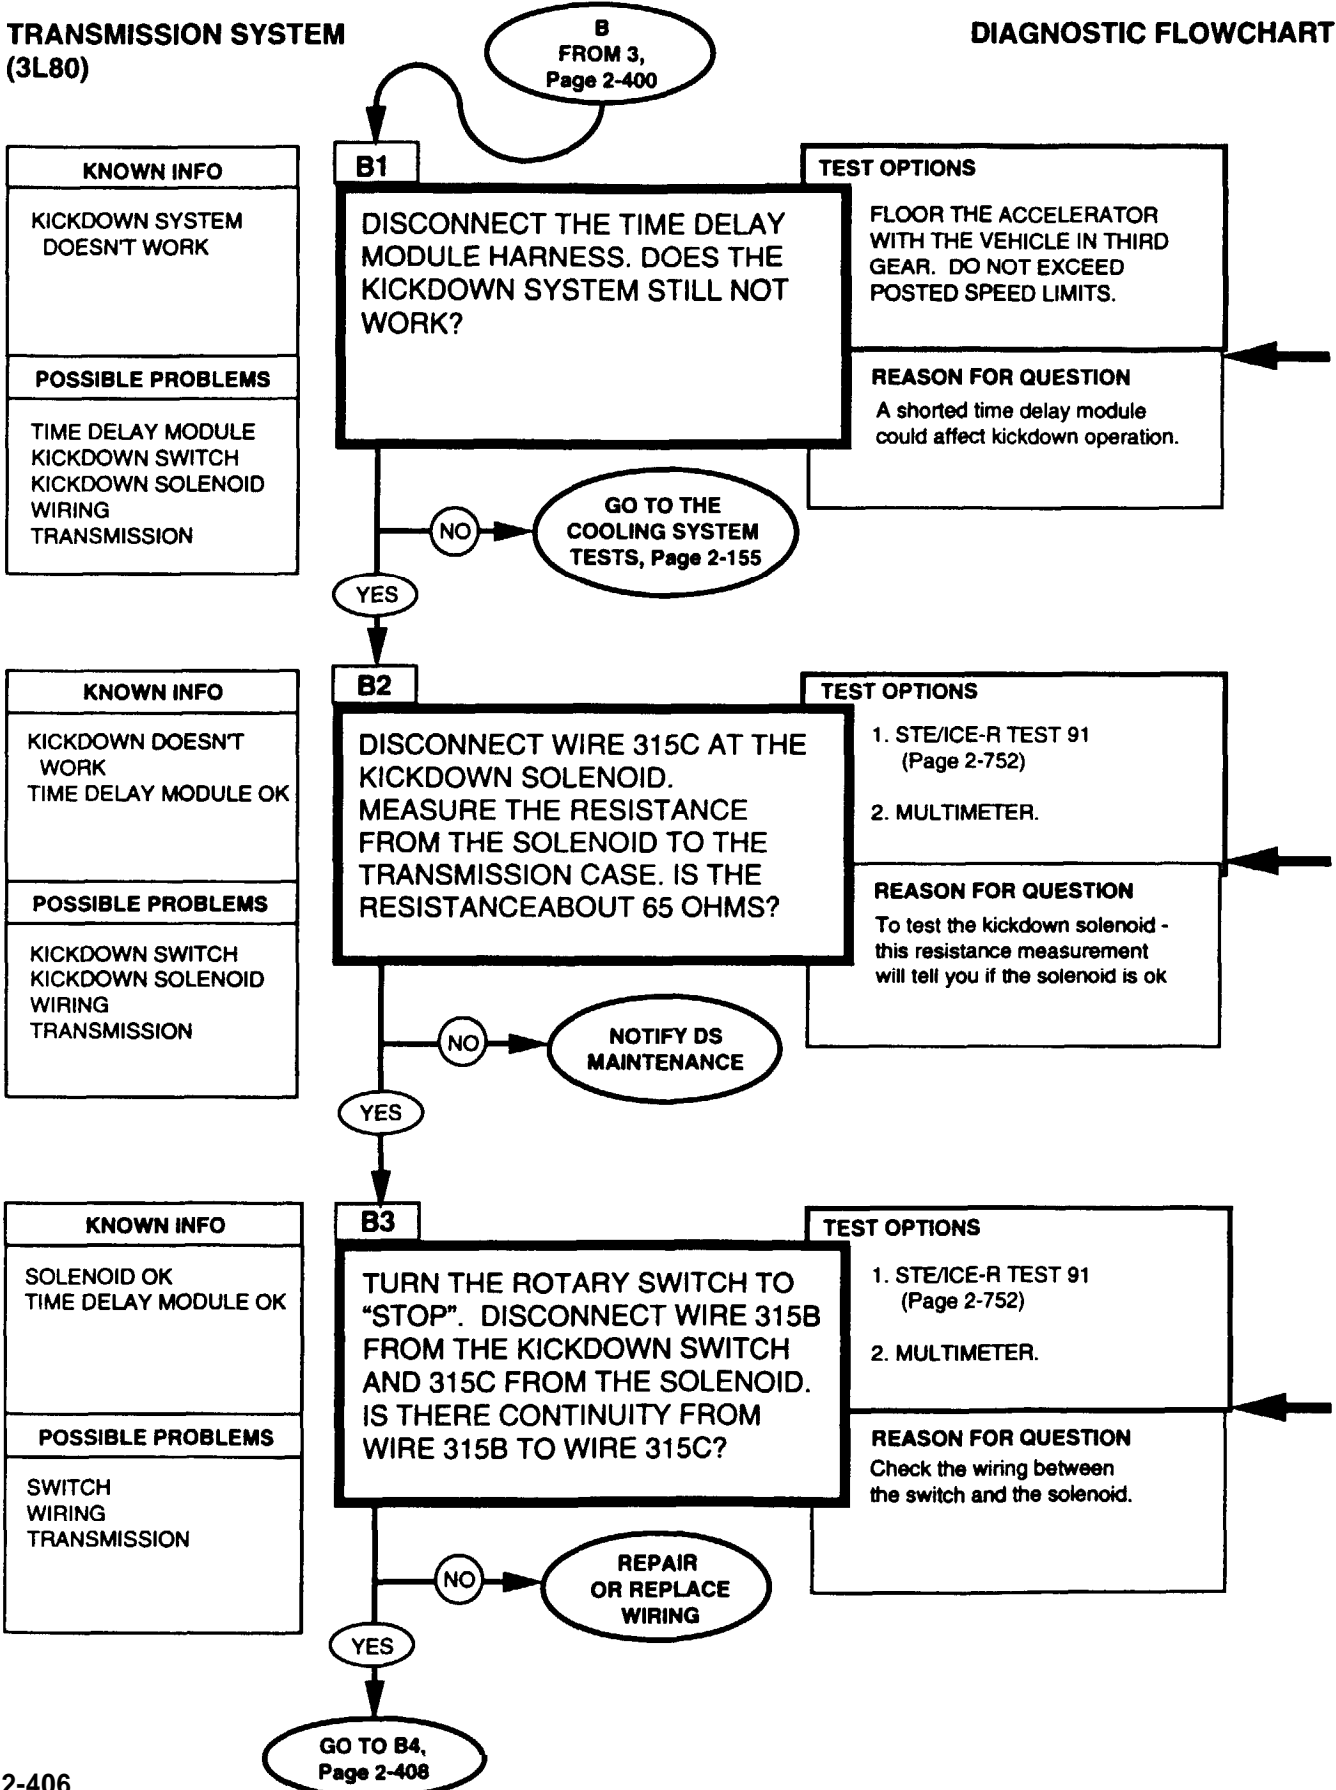 TRANSMISSION SYSTEM
(3L80)
DIAGNOSTIC FLOWCHART
B
FROM 3,
Page 2-400
KNOWN INFO
KICKDOWN SYSTEM
DOESN'T WORK
POSSIBLE PROBLEMS
TIME DELAY MODULE
KICKDOWN SWITCH
KICKDOWN SOLENOID
WIRING
TRANSMISSION
B1
DISCONNECT THE TIME DELAY
MODULE HARNESS. DOES THE
KICKDOWN SYSTEM STILL NOT
WORK?
TEST OPTIONS
FLOOR THE ACCELERATOR
WITH THE VEHICLE IN THIRD
GEAR. DO NOT EXCEED
POSTED SPEED LIMITS.
REASON FOR QUESTION
A shorted time delay module
could affect kickdown operation.
NO
GO TO THE
COOLING SYSTEM
TESTS, Page 2-155
YES
KNOWN INFO
KICKDOWN DOESN'T
WORK
TIME DELAY MODULE OK
POSSIBLE PROBLEMS
KICKDOWN SWITCH
KICKDOWN SOLENOID
WIRING
TRANSMISSION
B2
DISCONNECT WIRE 315C AT THE
KICKDOWN SOLENOID.
MEASURE THE RESISTANCE
FROM THE SOLENOID TO THE
TRANSMISSION CASE. IS THE
RESISTANCEABOUT 65 OHMS?
TEST OPTIONS
1. STE/ICE-R TEST 91
(Page 2-752)
2. MULTIMETER.
REASON FOR QUESTION
To test the kickdown solenoid -
this resistance measurement
will tell you if the solenoid is ok
NO
NOTIFY DS
MAINTENANCE
YES
KNOWN INFO
SOLENOID OK
TIME DELAY MODULE OK
POSSIBLE PROBLEMS
SWITCH
WIRING
TRANSMISSION
B3
TURN THE ROTARY SWITCH TO
“STOP”. DISCONNECT WIRE 315B
FROM THE KICKDOWN SWITCH
AND 315C FROM THE SOLENOID.
IS THERE CONTINUITY FROM
WIRE 315B TO WIRE 315C?
TEST OPTIONS
1. STE/ICE-R TEST 91
(Page 2-752)
2. MULTIMETER.
REASON FOR QUESTION
Check the wiring between
the switch and the solenoid.
NO
REPAIR
OR REPLACE
WIRING
YES
GO TO B4,
Page 2-408
2-406